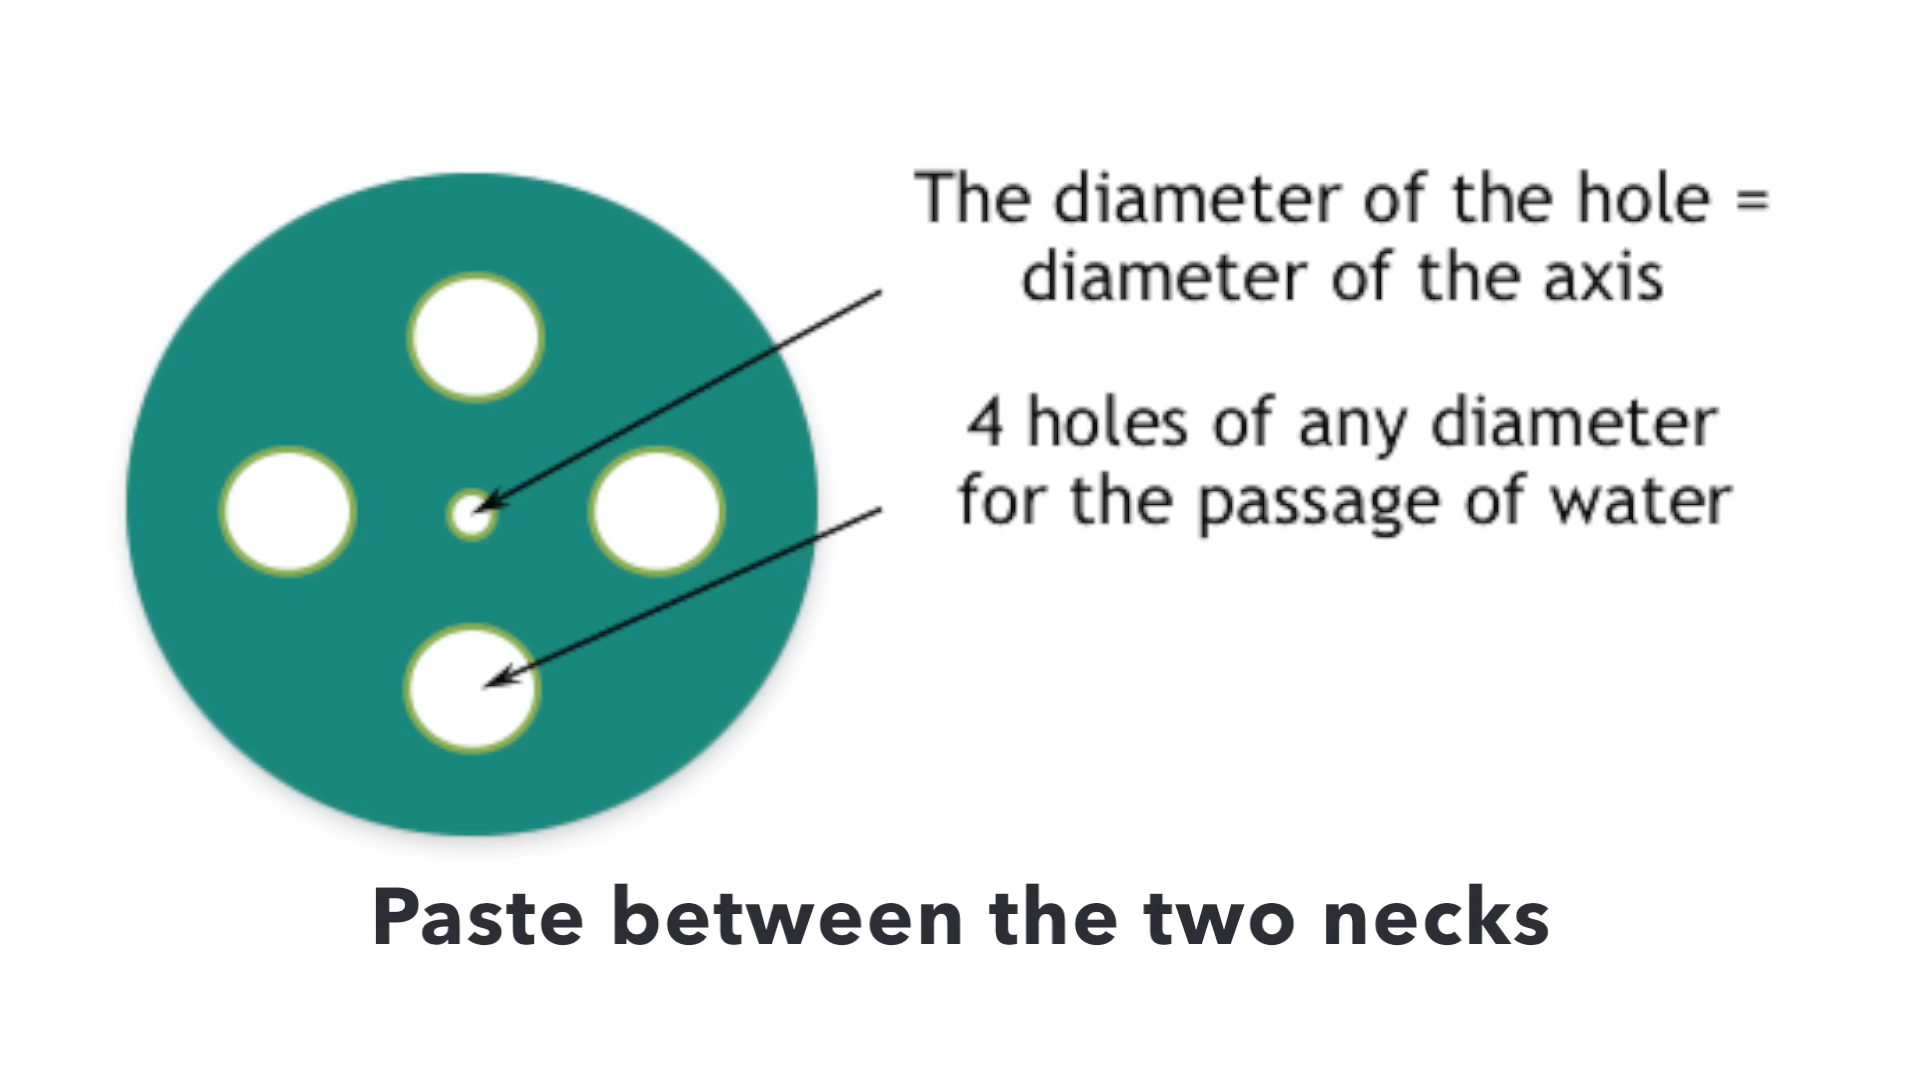 The diameter of the hole =
diameter of the axis
4 holes of any diameter
for the passage of water
Paste between the two necks